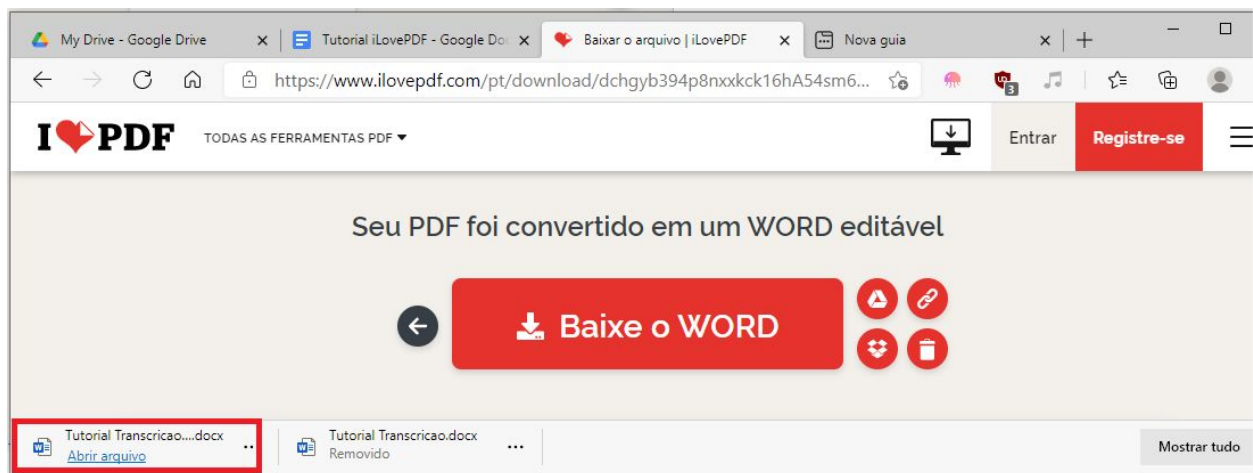 My Drive - Google Drive
Tutorial iLovePDF - Google Do
Baixar o arquivo | iLovePDF
Nova guia
https://www.ilovepdf.com/pt/download/dchgyb394p8nxxkck16hA54sm6...
3
I PDF
TODAS AS FERRAMENTAS PDF
Entrar
Registre-se
Seu PDF foi convertido em um WORD editável
Baixe o WORD
Tutorial Transcricao....docx
Abrir arquivo
Tutorial Transcricao.docx
Removido
Mostrar tudo